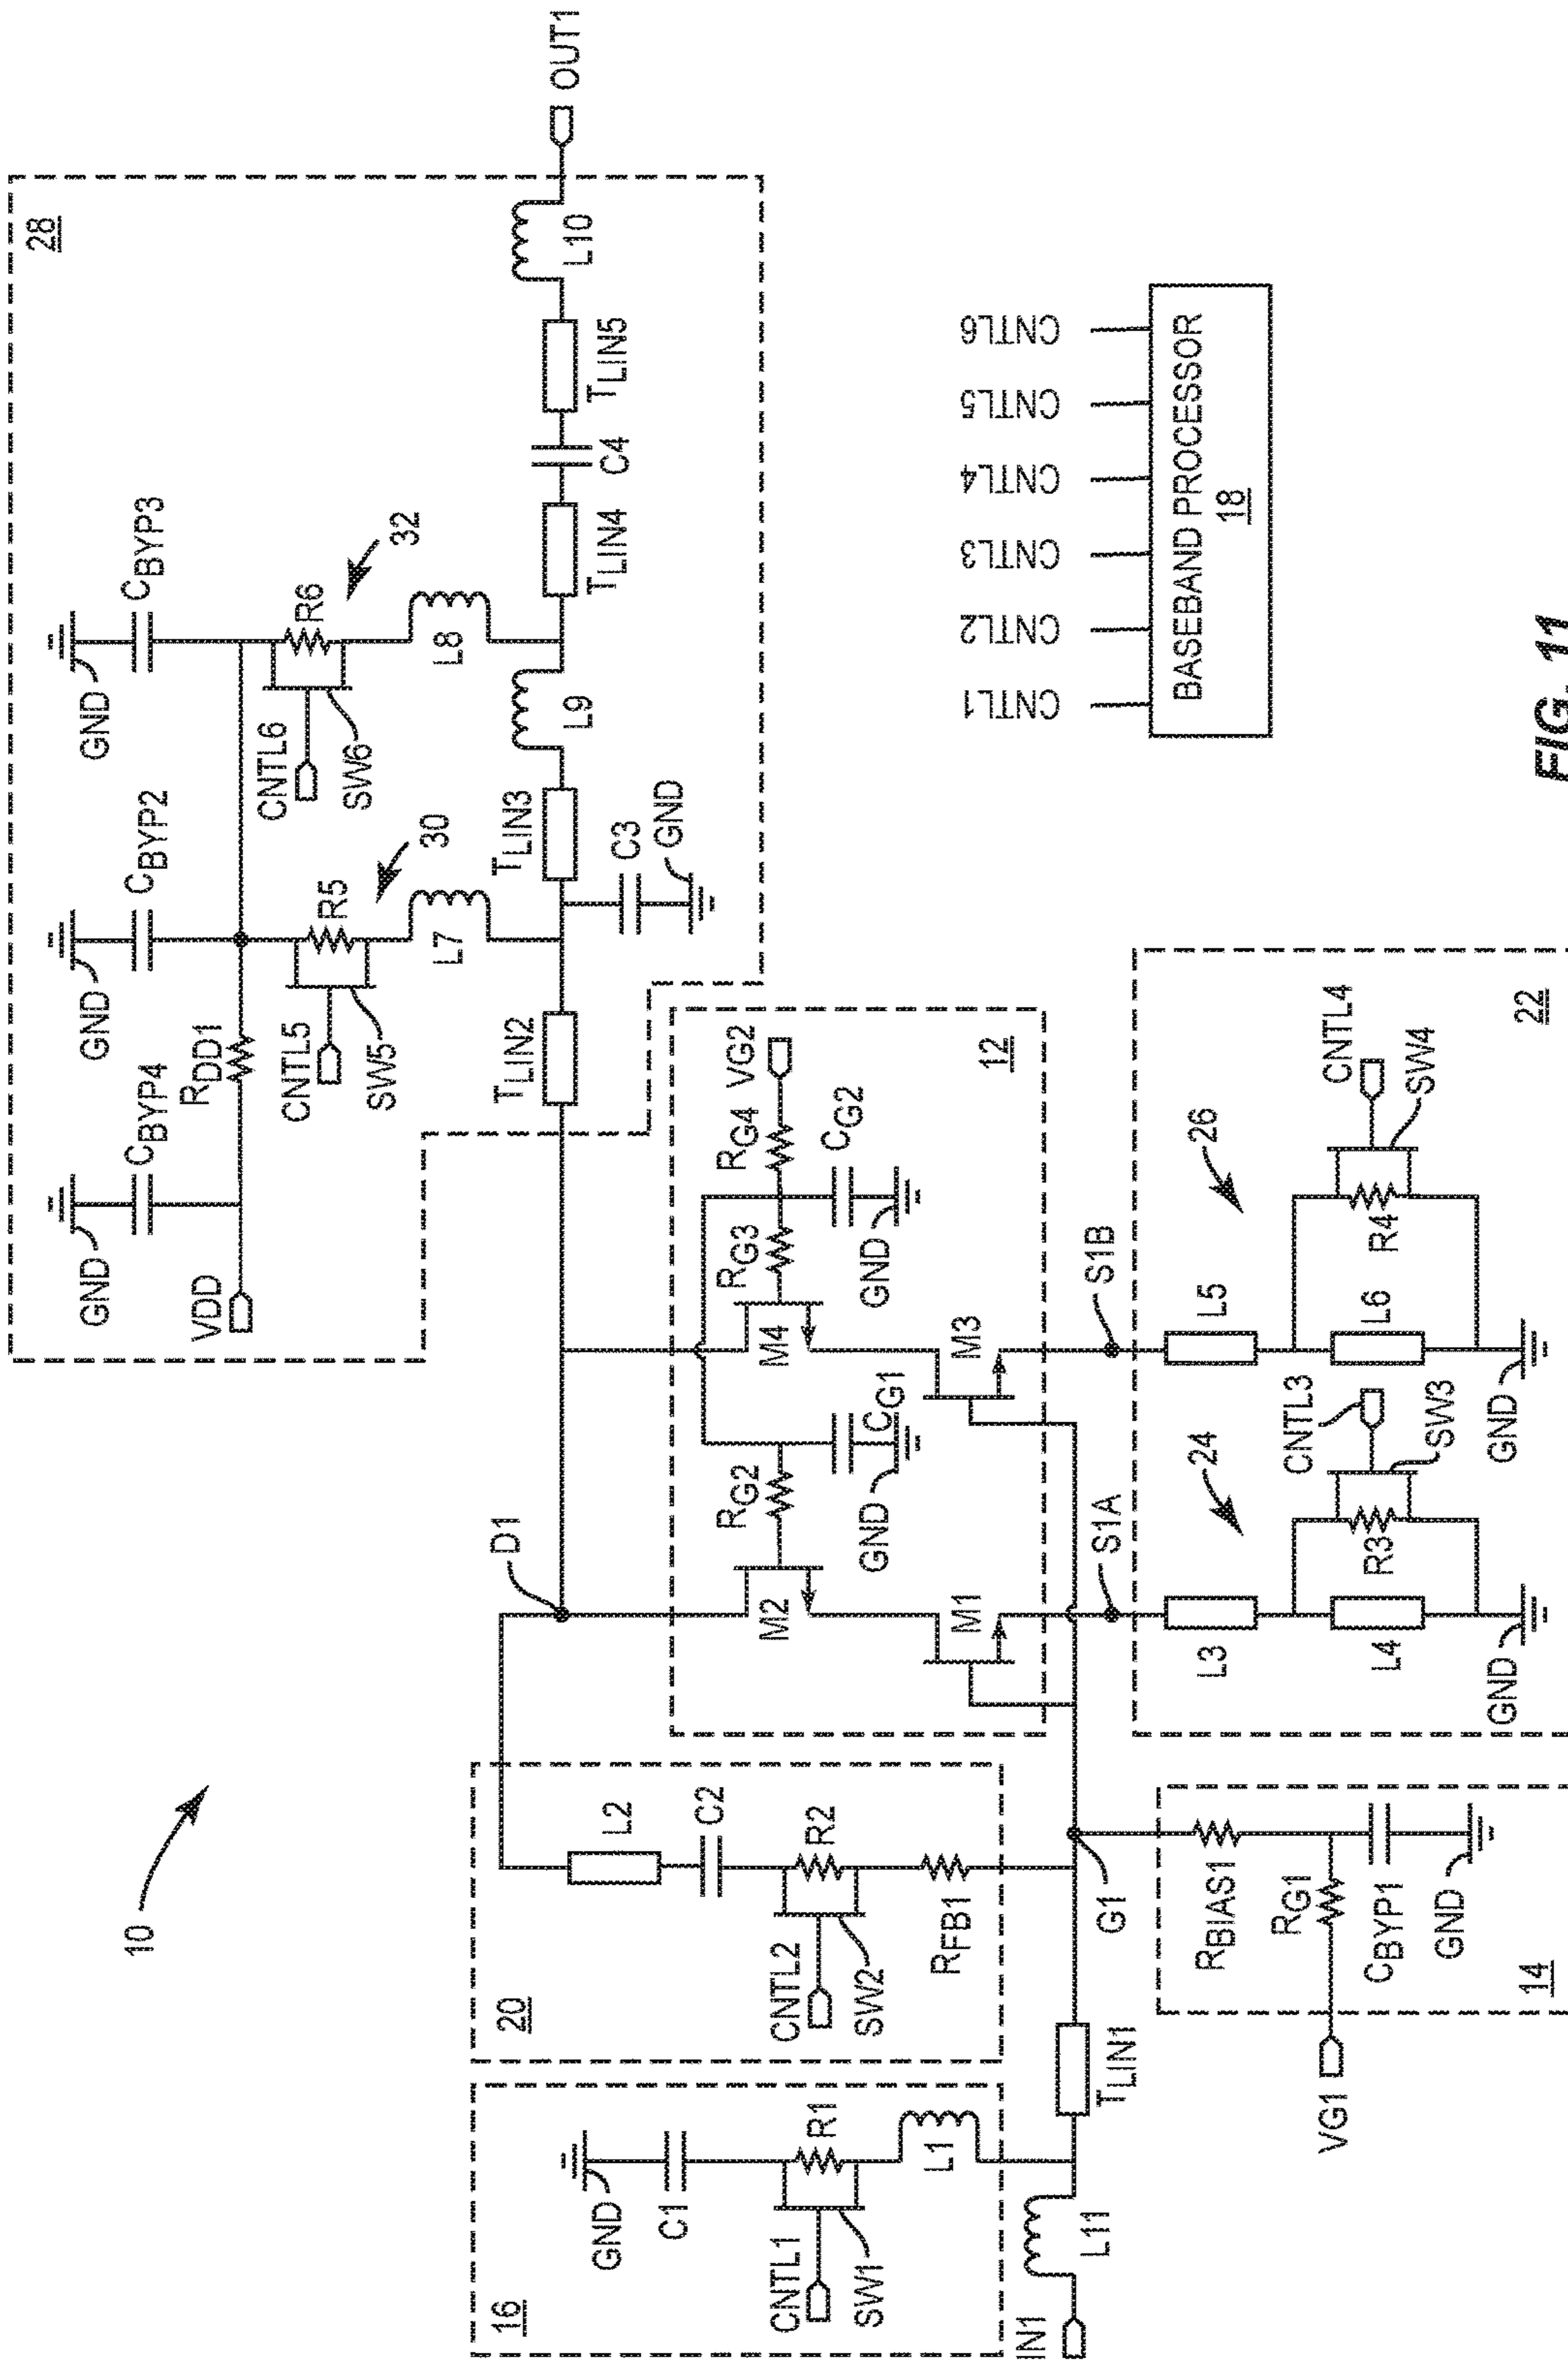 10
28
GND
GND
GND
CBYP4
CBYP2
CBYP3
VDD
RDD1
CNTL5
SW5
R5
30
CNTL6
SW6
R6
32
L7
L8
TLIN2
TLIN3
C3
GND
L9
TLIN4
C4
TLIN5
L10
OUT1
D1
16
GND
C1
CNTL1
SW1
R1
L1
20
L2
C2
CNTL2
SW2
R2
RFB1
12
M2
RG2
CG1
GND
M4
RG3
RG4
VG2
CG2
GND
M1
M3
IN1
L11
TLIN1
G1
S1A
S1B
14
RBIAS1
RG1
CBYP1
GND
VG1
22
24
L3
L4
R3
CNTL3
SW3
GND
26
L5
L6
R4
CNTL4
SW4
GND
CNTL1
CNTL2
CNTL3
CNTL4
CNTL5
CNTL6
BASEBAND PROCESSOR
18
FIG. 11